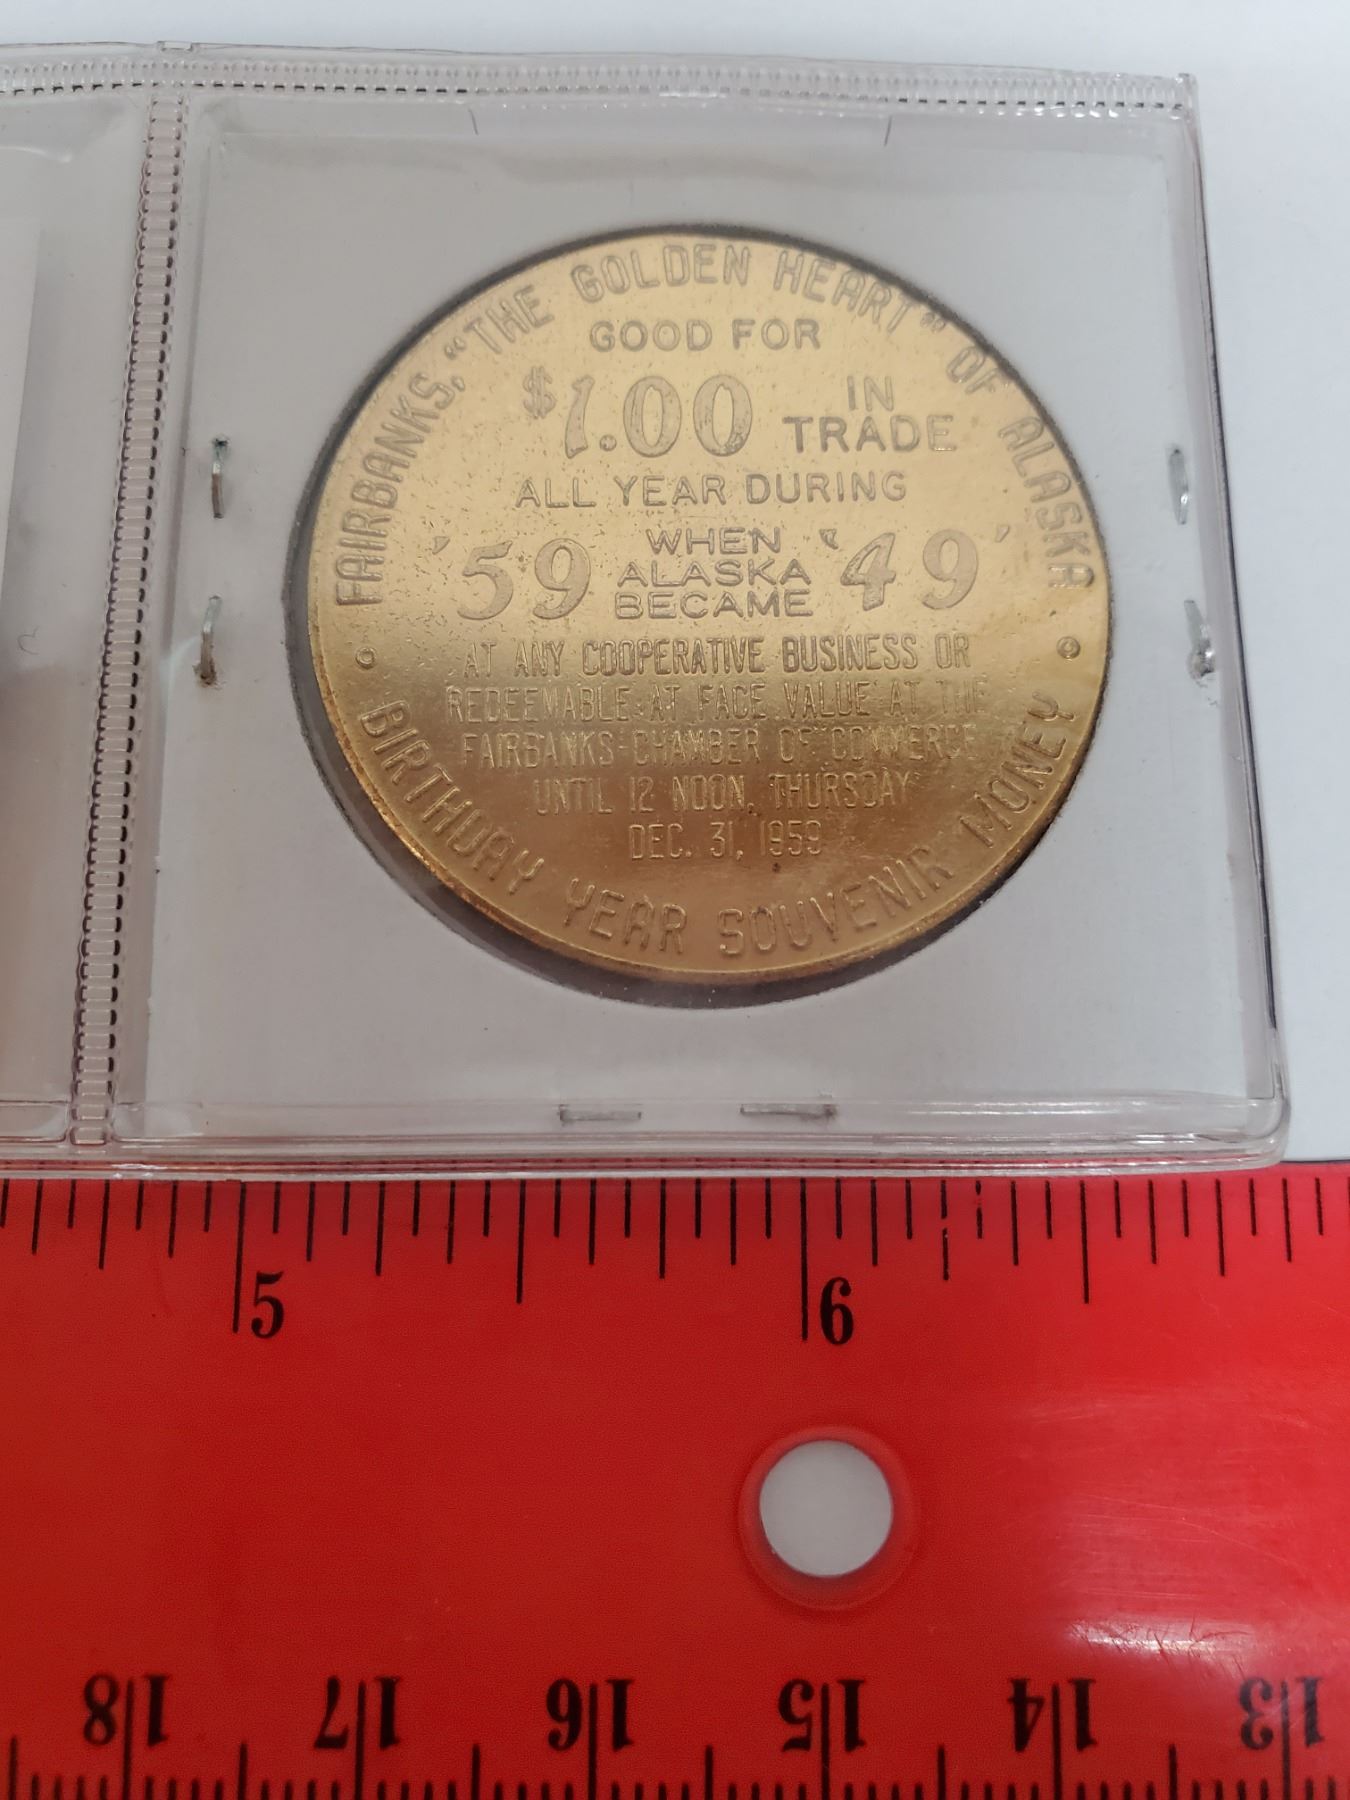 FAIRBANKS, "THE GOLDEN HEART" OF ALASKA
GOOD FOR
$1.00 IN TRADE
ALL YEAR DURING
'59 WHEN ALASKA BECAME '49'
AT ANY COOPERATIVE BUSINESS OR
REDEEMABLE AT FACE VALUE AT THE
FAIRBANKS CHAMBER OF COMMERCE
UNTIL 12 NOON, THURSDAY
DEC. 31, 1959
BIRTHDAY YEAR SOUVENIR MONEY
5 6
18 17 16 15 14 13